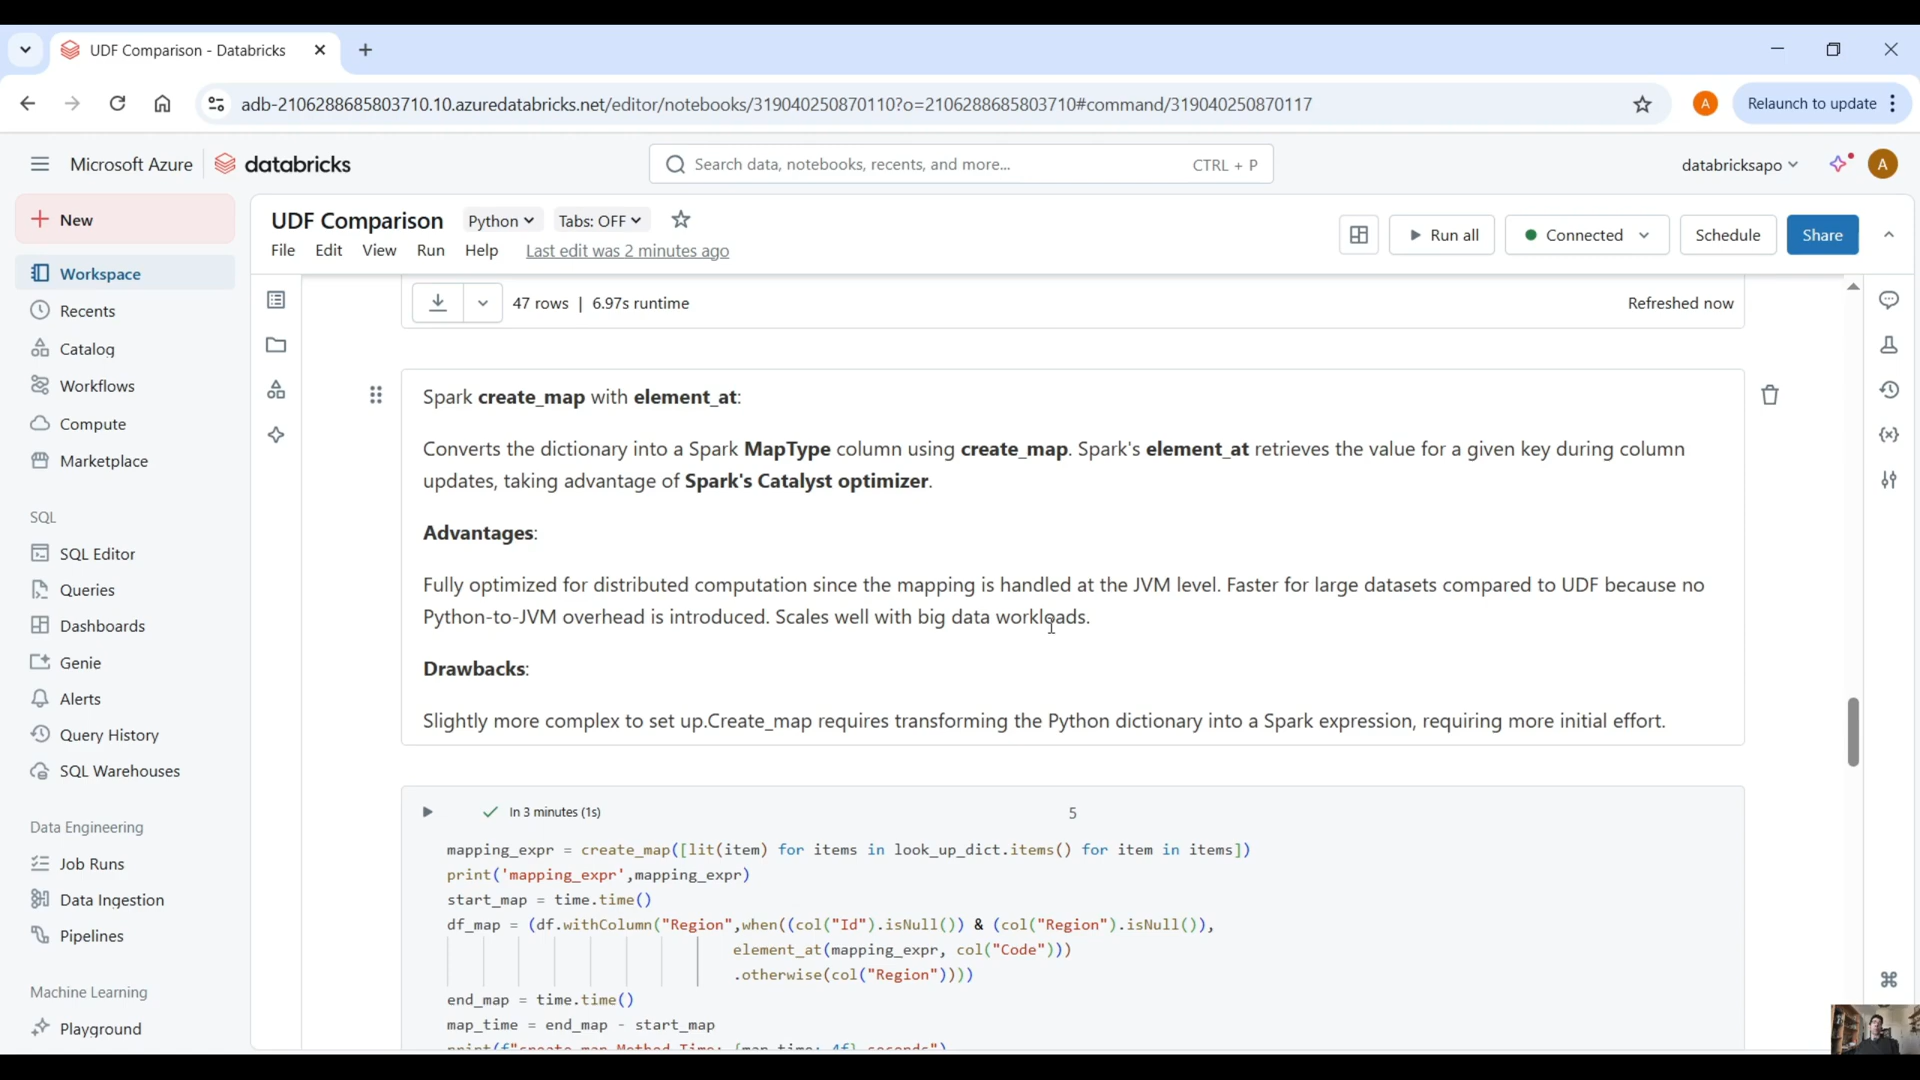 UDF Comparison - Databricks
adb-2106288685803710.10.azuredatabricks.net/editor/notebooks/319040250870110?o=2106288685803710#command/319040250870117
A
Relaunch to update
Microsoft Azure
databricks
Search data, notebooks, recents, and more...
CTRL + P
databricksapo
A
New
Workspace
Recents
Catalog
Workflows
Compute
Marketplace
SQL
SQL Editor
Queries
Dashboards
Genie
Alerts
Query History
SQL Warehouses
Data Engineering
Job Runs
Data Ingestion
Pipelines
Machine Learning
Playground
UDF Comparison
Python
Tabs: OFF
File Edit View Run Help Last edit was 2 minutes ago
Run all
Connected
Schedule
Share
47 rows | 6.97s runtime
Refreshed now
Spark create_map with element_at:
Converts the dictionary into a Spark MapType column using create_map. Spark's element_at retrieves the value for a given key during column
updates, taking advantage of Spark's Catalyst optimizer.
Advantages:
Fully optimized for distributed computation since the mapping is handled at the JVM level. Faster for large datasets compared to UDF because no
Python-to-JVM overhead is introduced. Scales well with big data workloads.
Drawbacks:
Slightly more complex to set up.Create_map requires transforming the Python dictionary into a Spark expression, requiring more initial effort.
In 3 minutes (1s)
5
mapping_expr = create_map([lit(item) for items in look_up_dict.items() for item in items])
print('mapping_expr',mapping_expr)
start_map = time.time()
df_map = (df.withColumn("Region",when((col("Id").isNull()) & (col("Region").isNull()),
element_at(mapping_expr, col("Code")))
.otherwise(col("Region"))))
end_map = time.time()
map_time = end_map - start_map
print(f"create_map Method Time: {map_time:.4f} seconds")